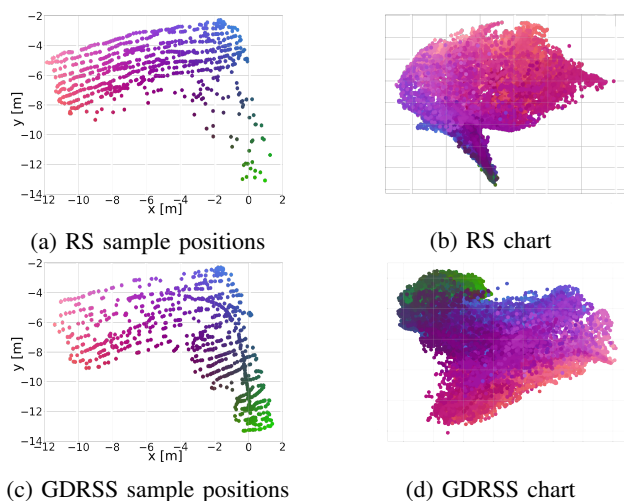 −2
−4
−6
−8
−10
−12
−14
y [m]
−12 −10 −8 −6 −4 −2 0 2
x [m]
(a) RS sample positions
(b) RS chart
−2
−4
−6
−8
−10
−12
−14
y [m]
−12 −10 −8 −6 −4 −2 0 2
x [m]
(c) GDRSS sample positions
(d) GDRSS chart